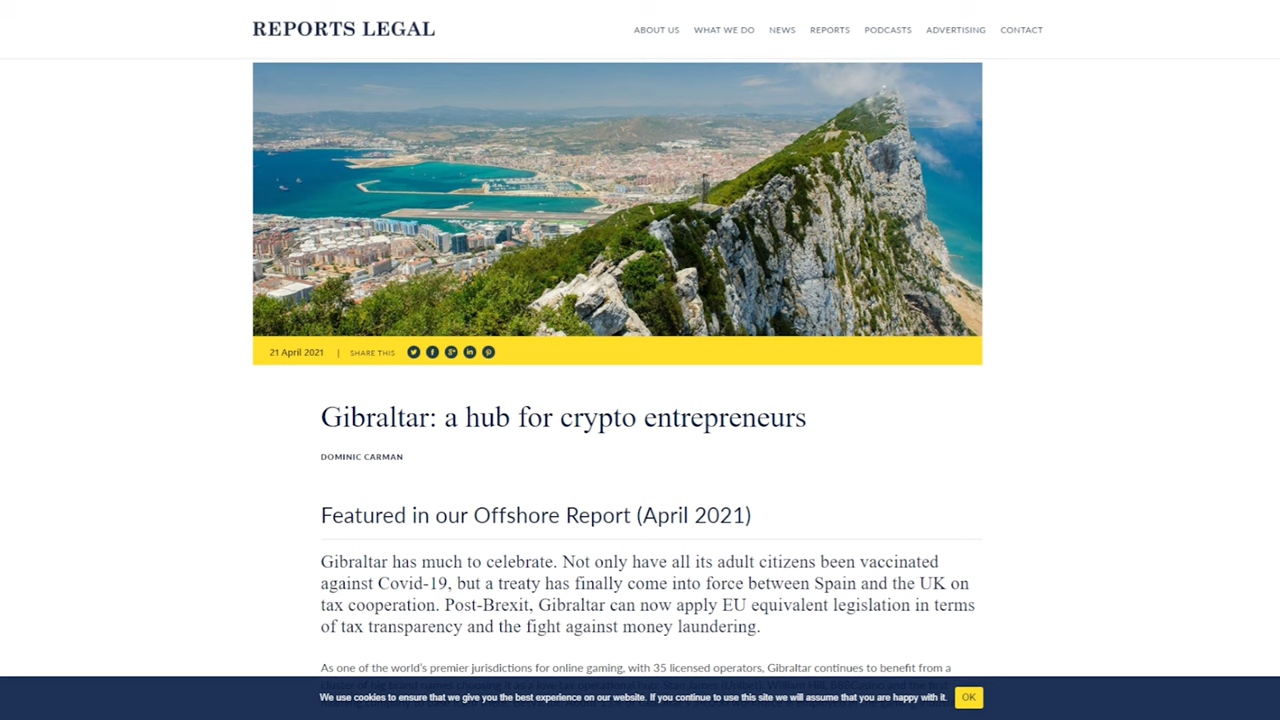 REPORTS LEGAL
ABOUT US WHAT WE DO NEWS REPORTS PODCASTS ADVERTISING CONTACT
21 April 2021 | SHARE THIS
Gibraltar: a hub for crypto entrepreneurs
DOMINIC CARMAN
Featured in our Offshore Report (April 2021)
Gibraltar has much to celebrate. Not only have all its adult citizens been vaccinated
against Covid-19, but a treaty has finally come into force between Spain and the UK on
tax cooperation. Post-Brexit, Gibraltar can now apply EU equivalent legislation in terms
of tax transparency and the fight against money laundering.
As one of the world's premier jurisdictions for online gaming, with 35 licensed operators, Gibraltar continues to benefit from a
We use cookies to ensure that we give you the best experience on our website. If you continue to use this site we will assume that you are happy with it. OK